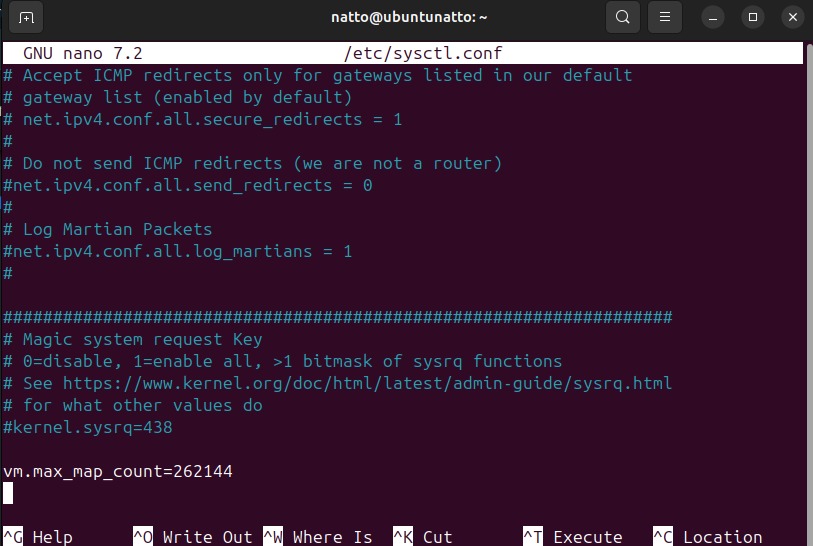 natto@ubuntunatto: ~
GNU nano 7.2 /etc/sysctl.conf
# Accept ICMP redirects only for gateways listed in our default
# gateway list (enabled by default)
# net.ipv4.conf.all.secure_redirects = 1
#
# Do not send ICMP redirects (we are not a router)
#net.ipv4.conf.all.send_redirects = 0
#
# Log Martian Packets
#net.ipv4.conf.all.log_martians = 1
#
###################################################################
# Magic system request Key
# 0=disable, 1=enable all, >1 bitmask of sysrq functions
# See https://www.kernel.org/doc/html/latest/admin-guide/sysrq.html
# for what other values do
#kernel.sysrq=438
vm.max_map_count=262144
^G Help ^O Write Out ^W Where Is ^K Cut ^T Execute ^C Location